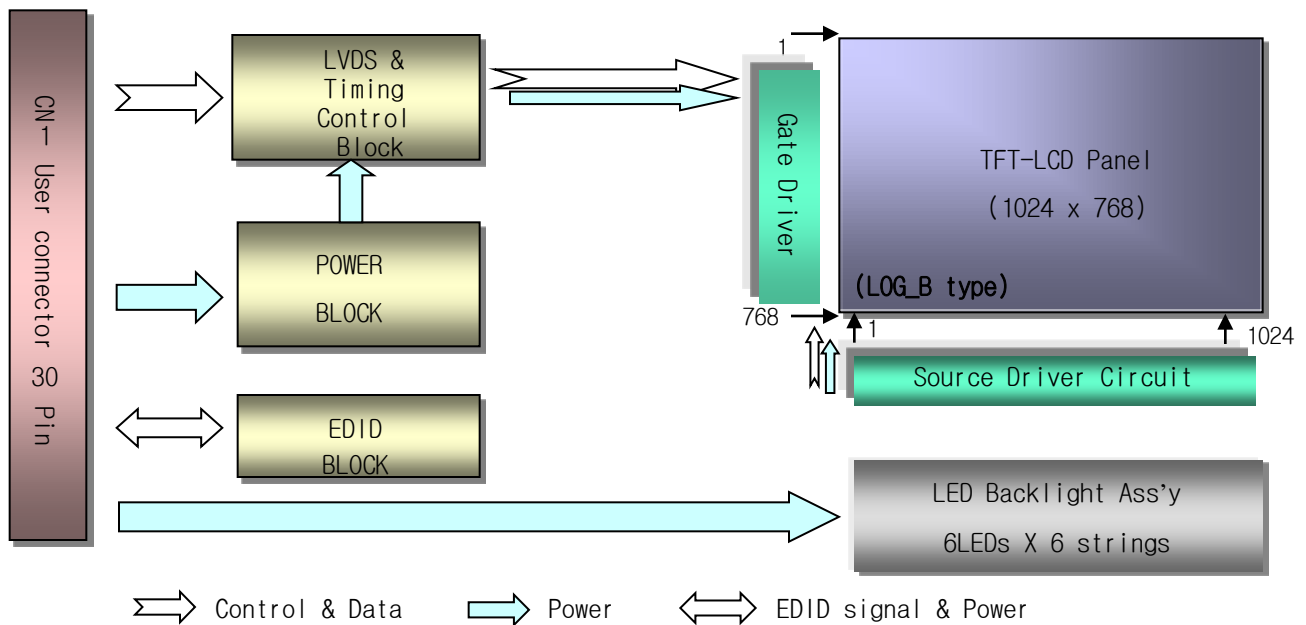 CN-1 User connector 30 Pin
LVDS &
Timing
Control
Block
POWER
BLOCK
EDID
BLOCK
1
Gate Driver
768
TFT-LCD Panel
(1024 x 768)
(LOG_B type)
1
1024
Source Driver Circuit
LED Backlight Ass’y
6LEDs X 6 strings
Control & Data
Power
EDID signal & Power